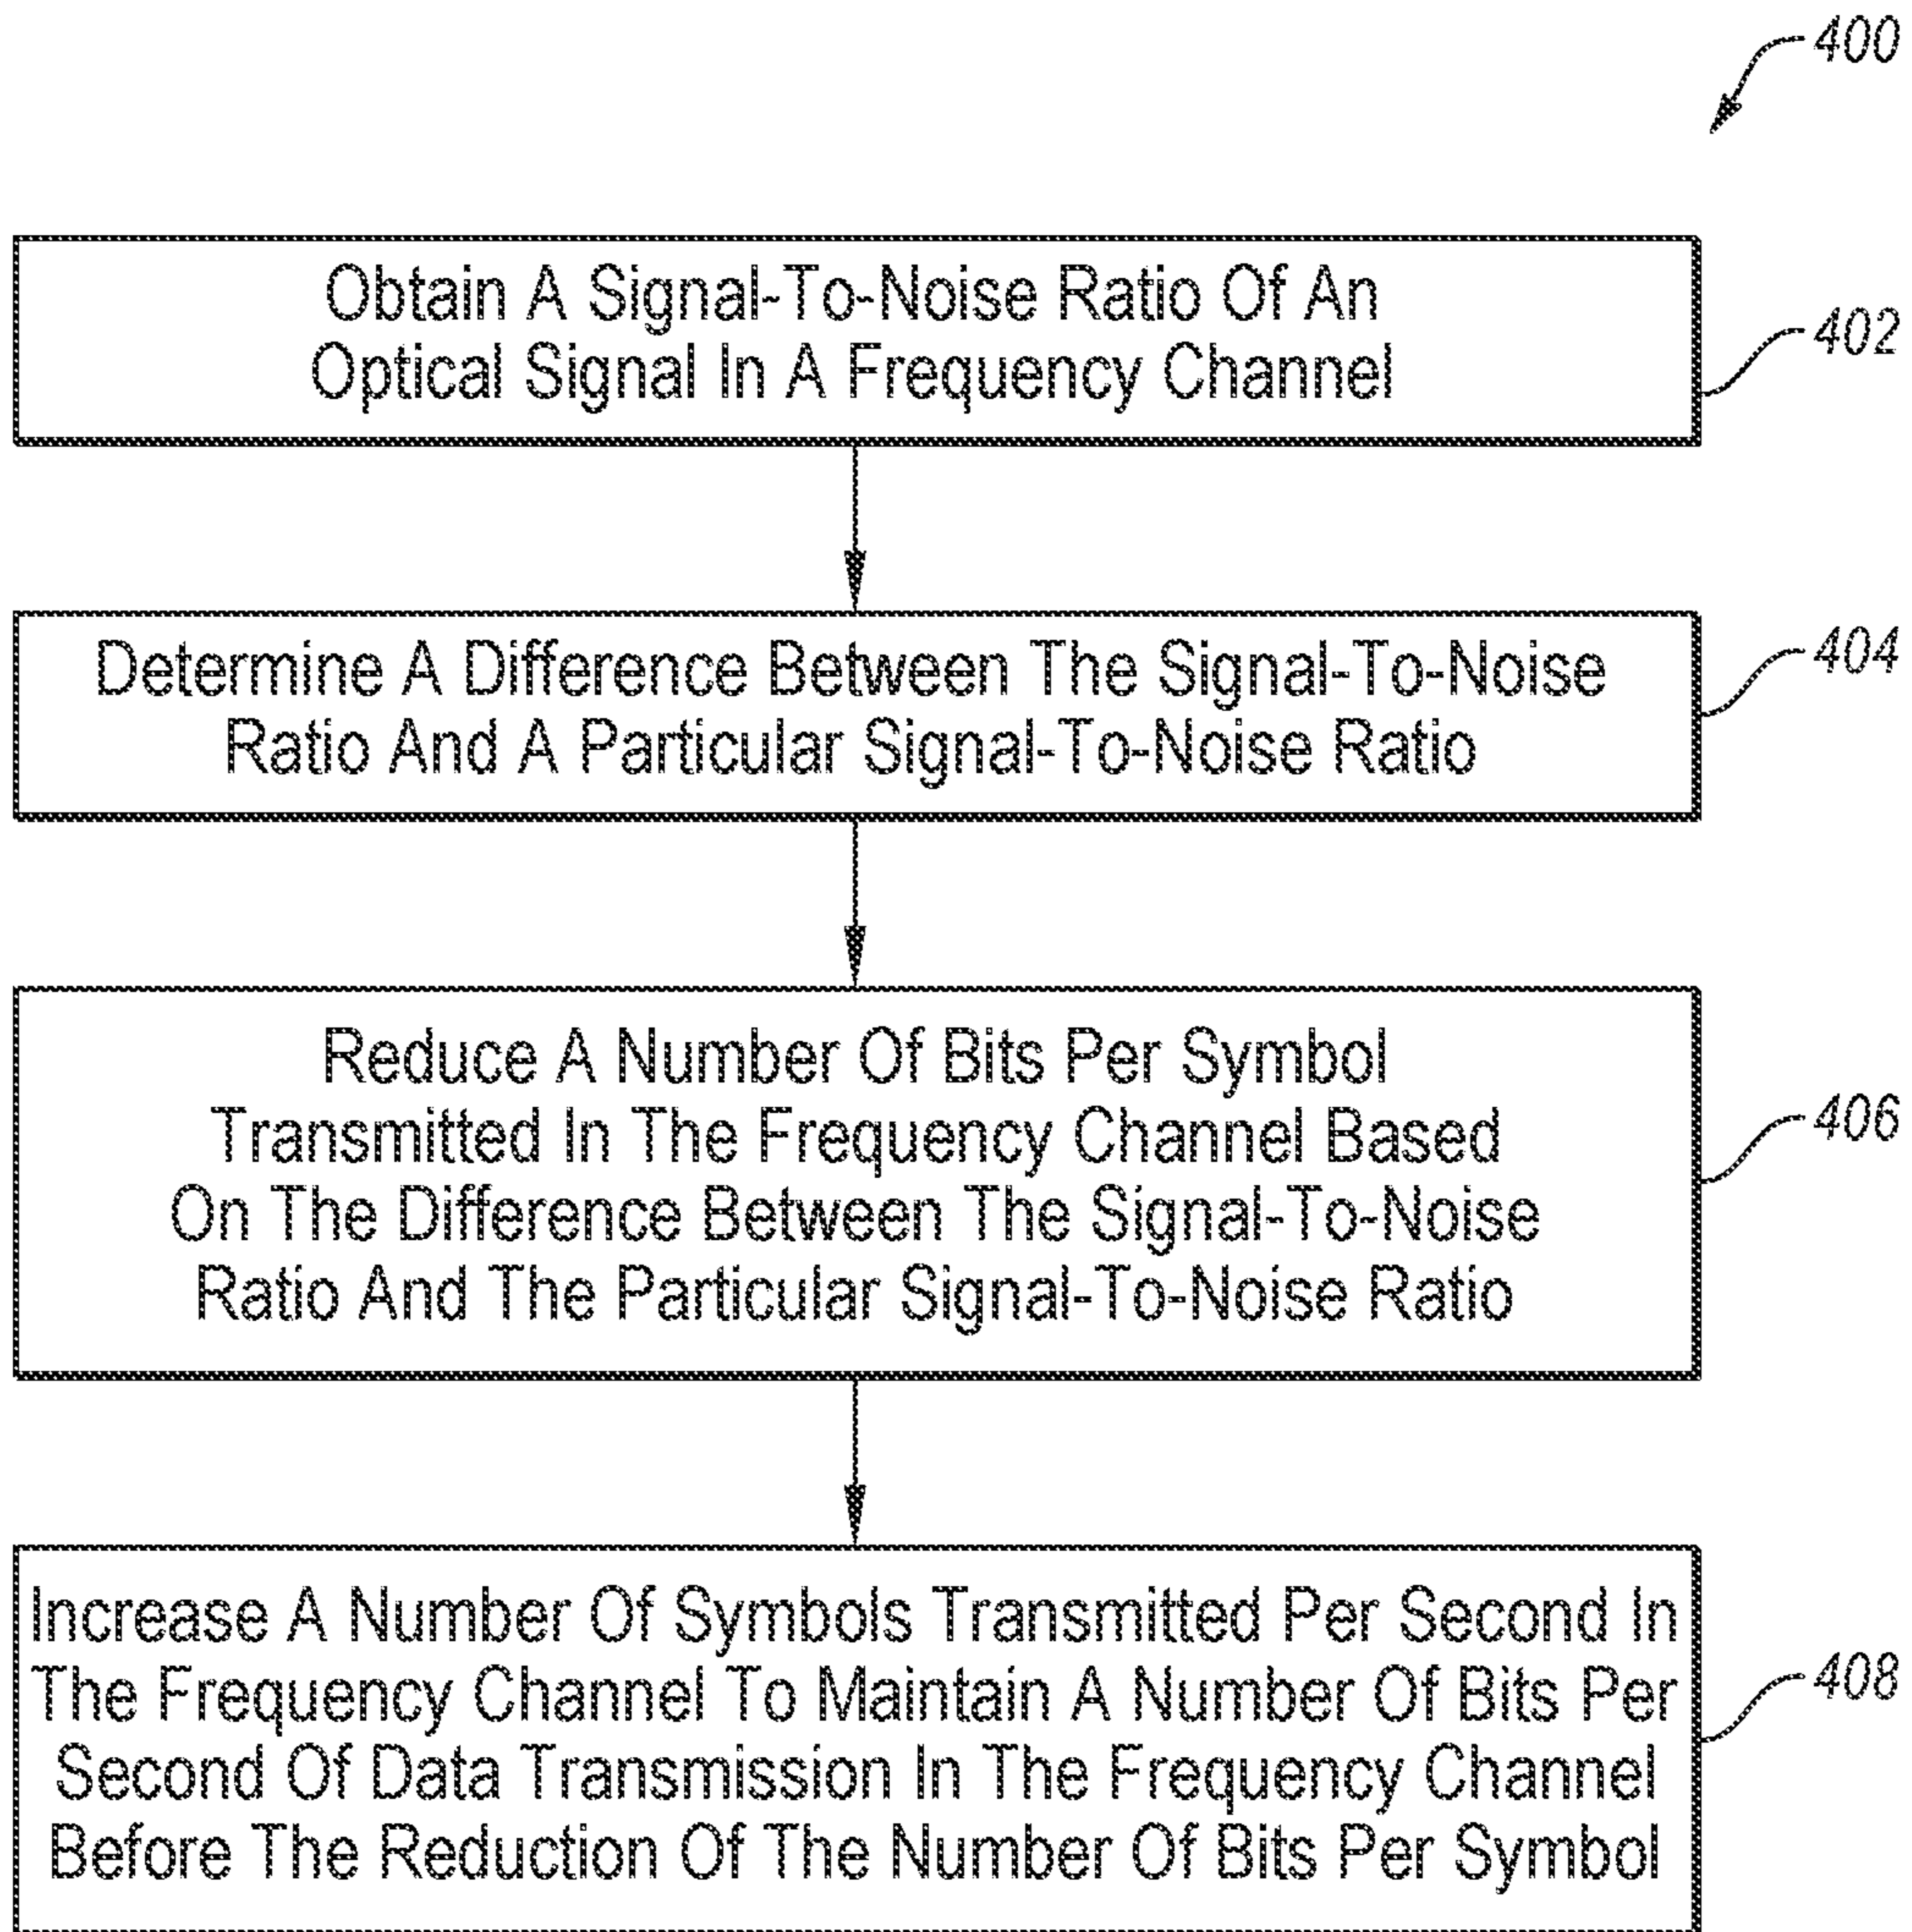 400
Obtain A Signal-To-Noise Ratio Of An
Optical Signal In A Frequency Channel
402
Determine A Difference Between The Signal-To-Noise
Ratio And A Particular Signal-To-Noise Ratio
404
Reduce A Number Of Bits Per Symbol
Transmitted In The Frequency Channel Based
On The Difference Between The Signal-To-Noise
Ratio And The Particular Signal-To-Noise Ratio
406
Increase A Number Of Symbols Transmitted Per Second In
The Frequency Channel To Maintain A Number Of Bits Per
Second Of Data Transmission In The Frequency Channel
Before The Reduction Of The Number Of Bits Per Symbol
408